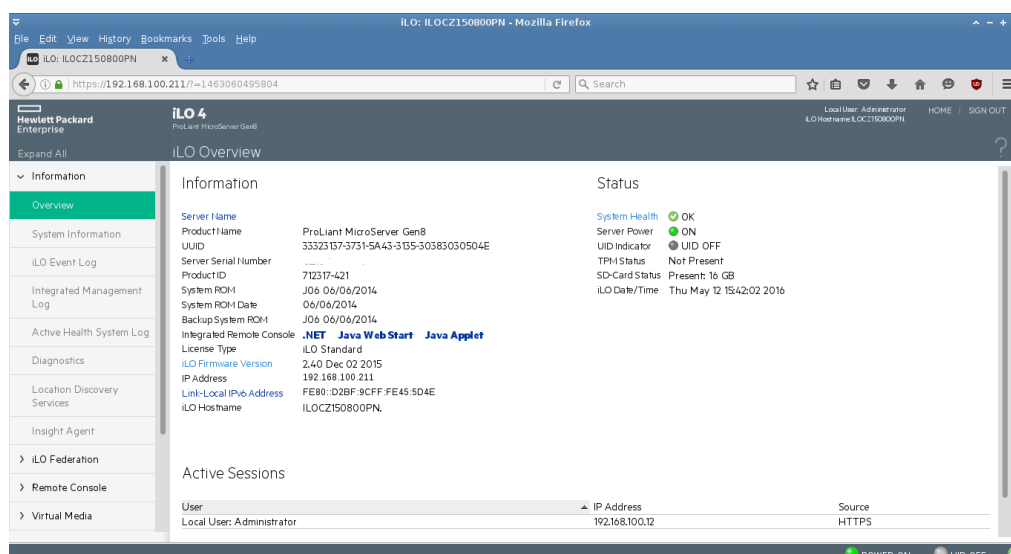 iLO: ILOCZ150800PN - Mozilla Firefox
File Edit View History Bookmarks Tools Help
iLO iLO: ILOCZ150800PN
https://192.168.100.211/?=1463060495804 Search
Hewlett Packard
Enterprise
iLO 4
ProLiant MicroServer Gen8
Local User: Administrator
iLO Hostname:ILOCZ150800PN.
HOME | SIGN OUT
Expand All
iLO Overview
?
Information
Overview
System Information
iLO Event Log
Integrated Management
Log
Active Health System Log
Diagnostics
Location Discovery
Services
Insight Agent
iLO Federation
Remote Console
Virtual Media
Information
Server Name
Product Name ProLiant MicroServer Gen8
UUID 33323137-3731-5A43-3135-30383030504E
Server Serial Number
Product ID 712317-421
System ROM J06 06/06/2014
System ROM Date 06/06/2014
Backup System ROM J06 06/06/2014
Integrated Remote Console .NET Java Web Start Java Applet
License Type iLO Standard
iLO Firmware Version 2.40 Dec 02 2015
IP Address 192.168.100.211
Link-Local IPv6 Address FE80::D2BF:9CFF:FE45:5D4E
iLO Hostname ILOCZ150800PN.
Status
System Health OK
Server Power ON
UID Indicator UID OFF
TPM Status Not Present
SD-Card Status Present: 16 GB
iLO Date/Time Thu May 12 15:42:02 2016
Active Sessions
User IP Address Source
Local User: Administrator 192.168.100.12 HTTPS
POWER ON UID OFF